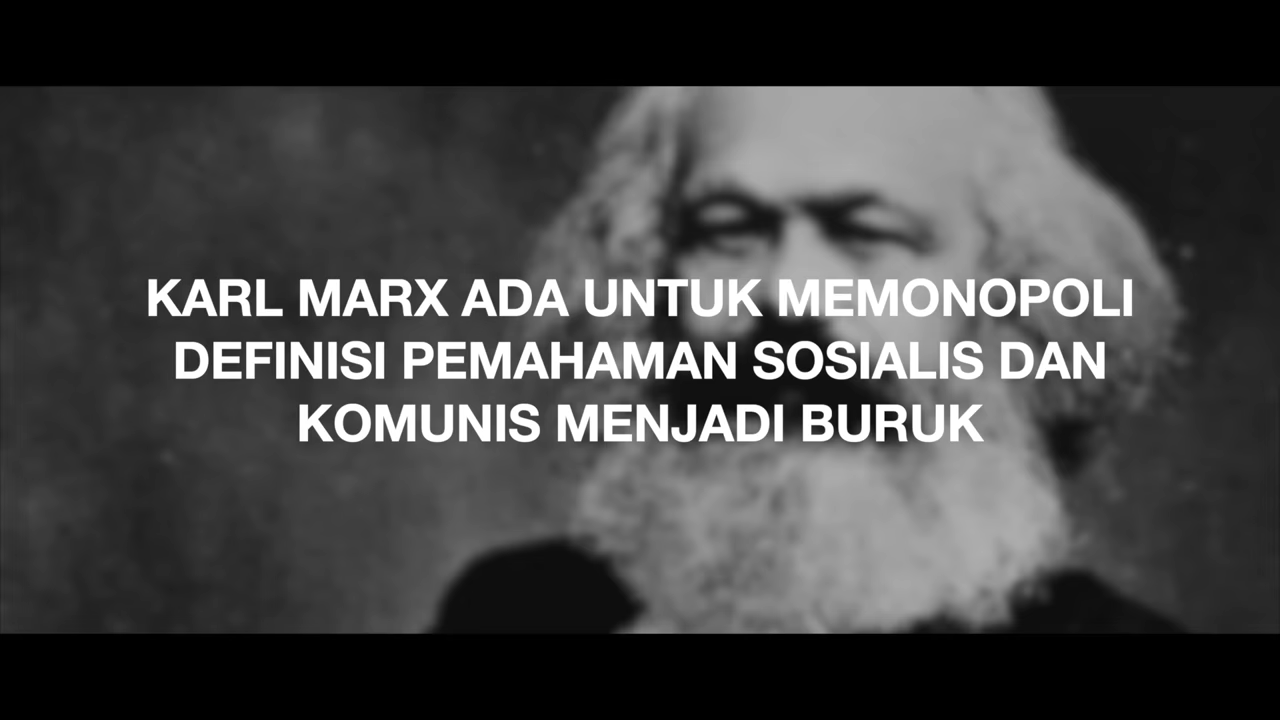 KARL MARX ADA UNTUK MEMONOPOLI
DEFINISI PEMAHAMAN SOSIALIS DAN
KOMUNIS MENJADI BURUK